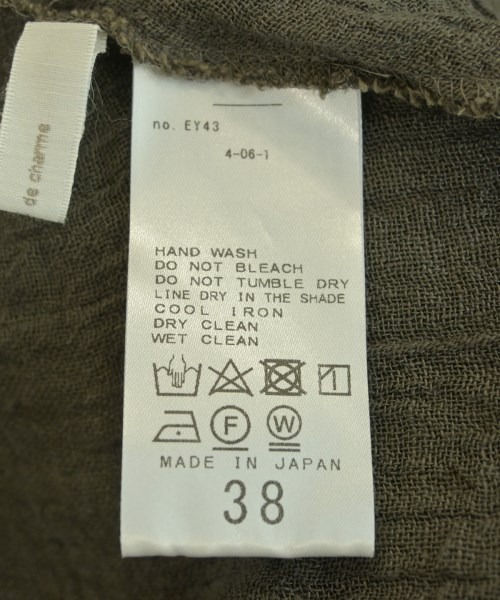 de charme
no. EY43
4-06-1
HAND WASH
DO NOT BLEACH
DO NOT TUMBLE DRY
LINE DRY IN THE SHADE
COOL IRON
DRY CLEAN
WET CLEAN
F W
MADE IN JAPAN
38